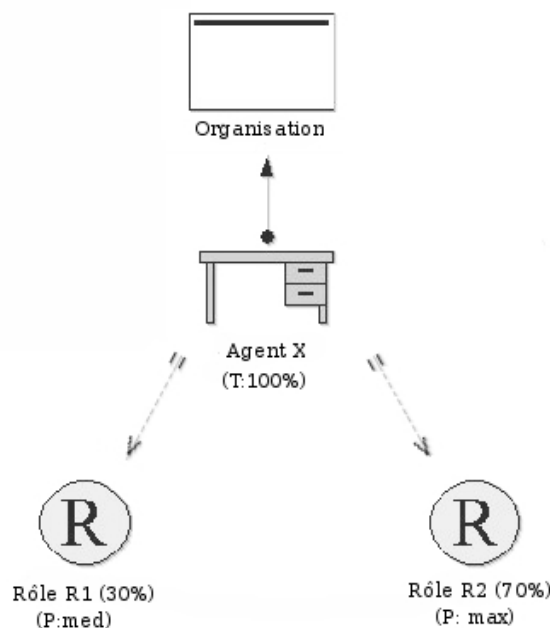 Organisation
Agent X
(T:100%)
R
R
Rôle R1 (30%)
(P:med)
Rôle R2 (70%)
(P: max)